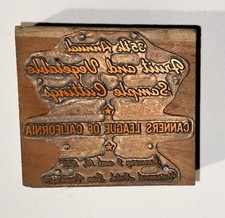 35th Annual
Fruit and Vegetable
Sample Cuttings
CANNERS LEAGUE OF CALIFORNIA